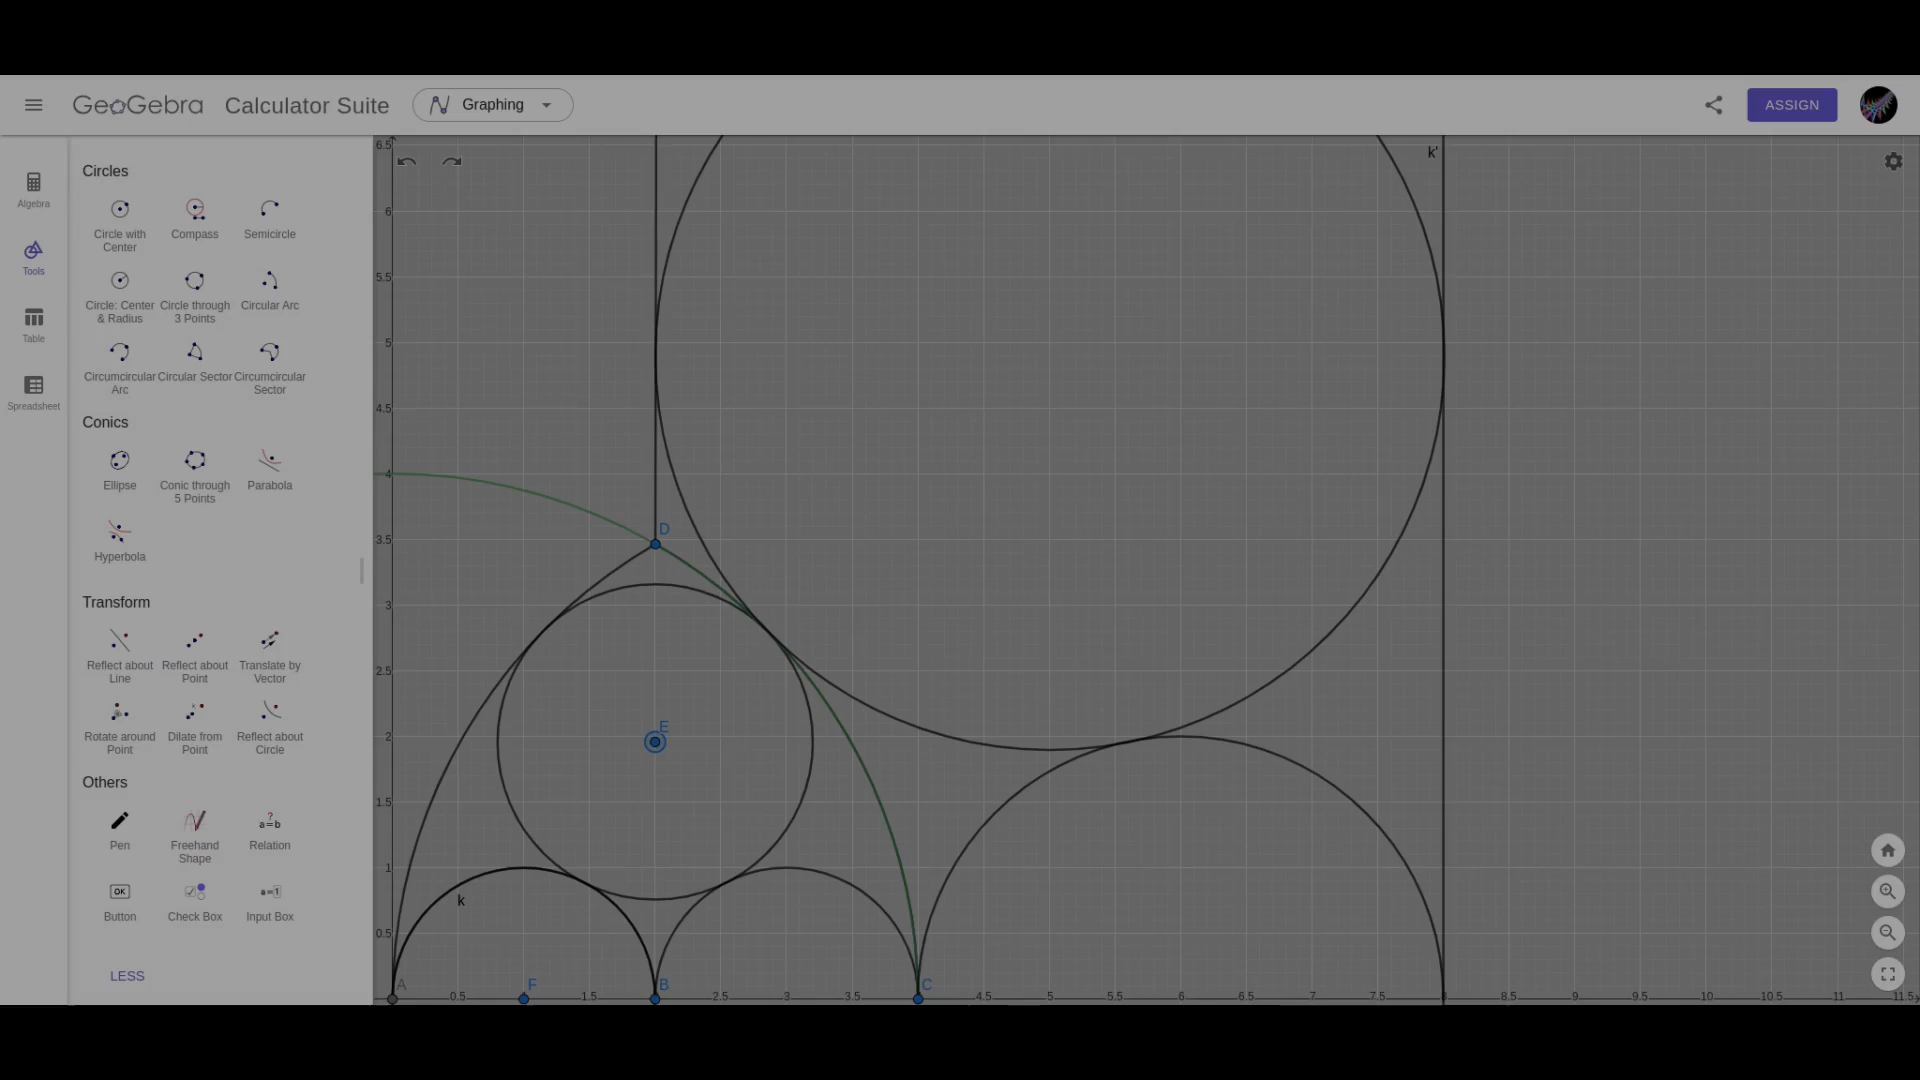 GeoGebra Calculator Suite Graphing ASSIGN
Algebra
Tools
Table
Spreadsheet
Circles
Circle with Center
Compass
Semicircle
Circle: Center & Radius
Circle through 3 Points
Circular Arc
Circumcircular Arc
Circular Sector
Circumcircular Sector
Conics
Ellipse
Conic through 5 Points
Parabola
Hyperbola
Transform
Reflect about Line
Reflect about Point
Translate by Vector
Rotate around Point
Dilate from Point
Reflect about Circle
Others
Pen
Freehand Shape
a=b
Relation
OK
Button
Check Box
a=1
Input Box
LESS
6.5
6
5.5
5
4.5
4
3.5
3
2.5
2
1.5
1
0.5
k'
D
E
k
A F B C
0.5 1.5 2.5 3 3.5 4.5 5 5.5 6 6.5 7 7.5 8 8.5 9 9.5 10 10.5 11 11.5